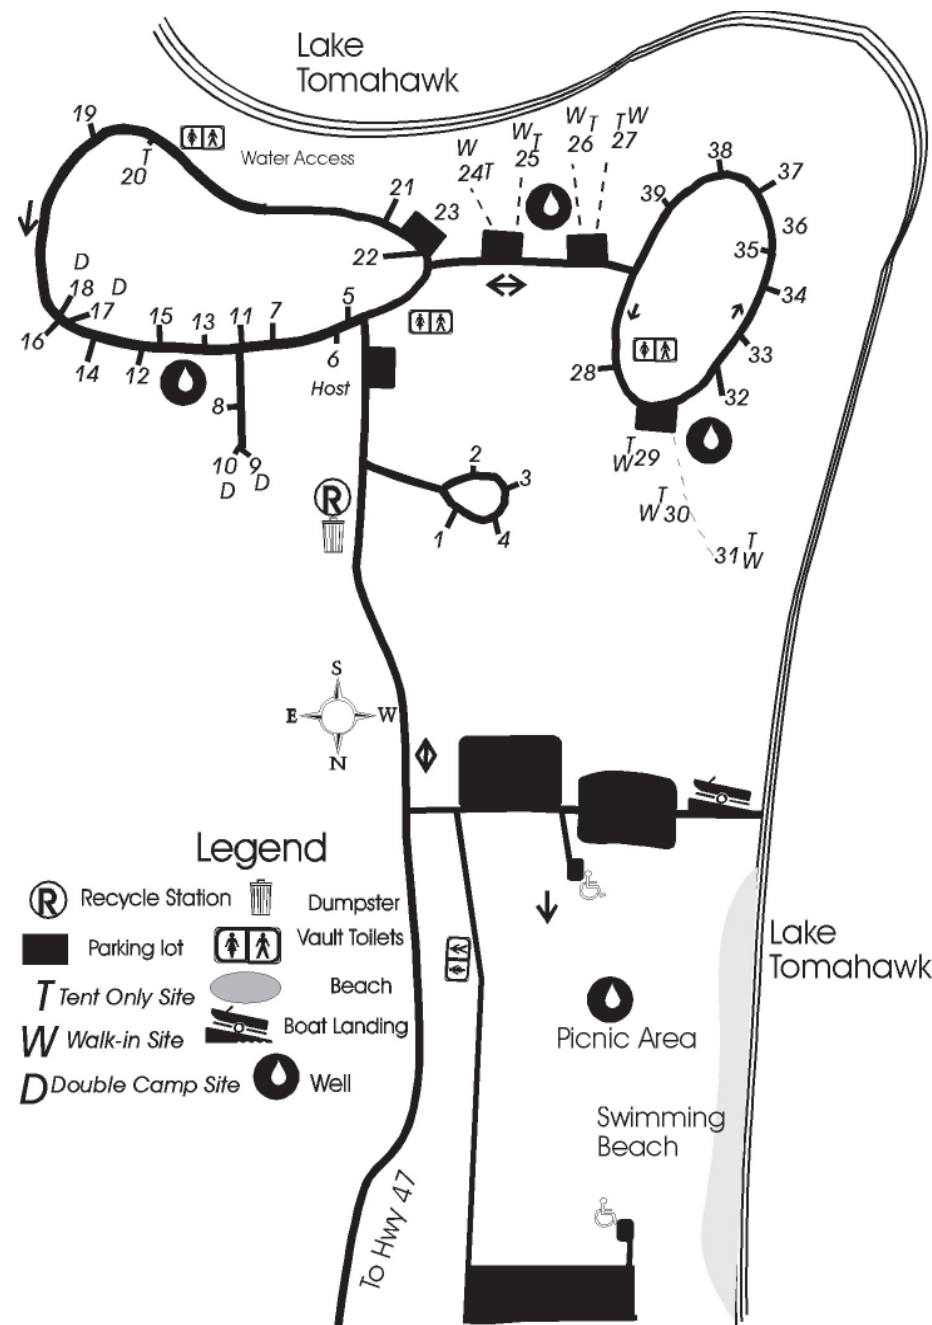 Lake
Tomahawk
19
T
20
Water Access
21
23
22
W
24T
W
T
25
W
T
26
T W
27
38
37
39
36
35
34
33
32
28
D
18
D
17
16
15
13
11
7
5
14
12
6
Host
8
10
9
D
D
R
2
3
1
4
T
W29
T
W 30
31 T
W
S
E
W
N
Legend
R Recycle Station
Dumpster
Parking lot
Vault Toilets
T Tent Only Site
Beach
W Walk-in Site
Boat Landing
D Double Camp Site
Well
Lake
Tomahawk
Picnic Area
Swimming
Beach
To Hwy 47